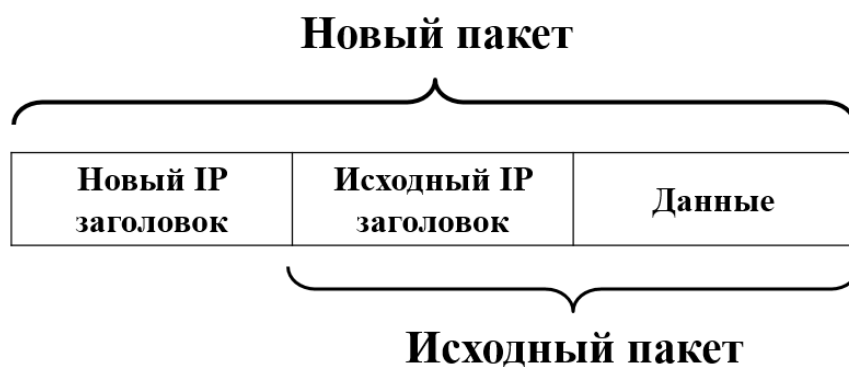 Новый пакет
Новый IP
заголовок
Исходный IP
заголовок
Данные
Исходный пакет